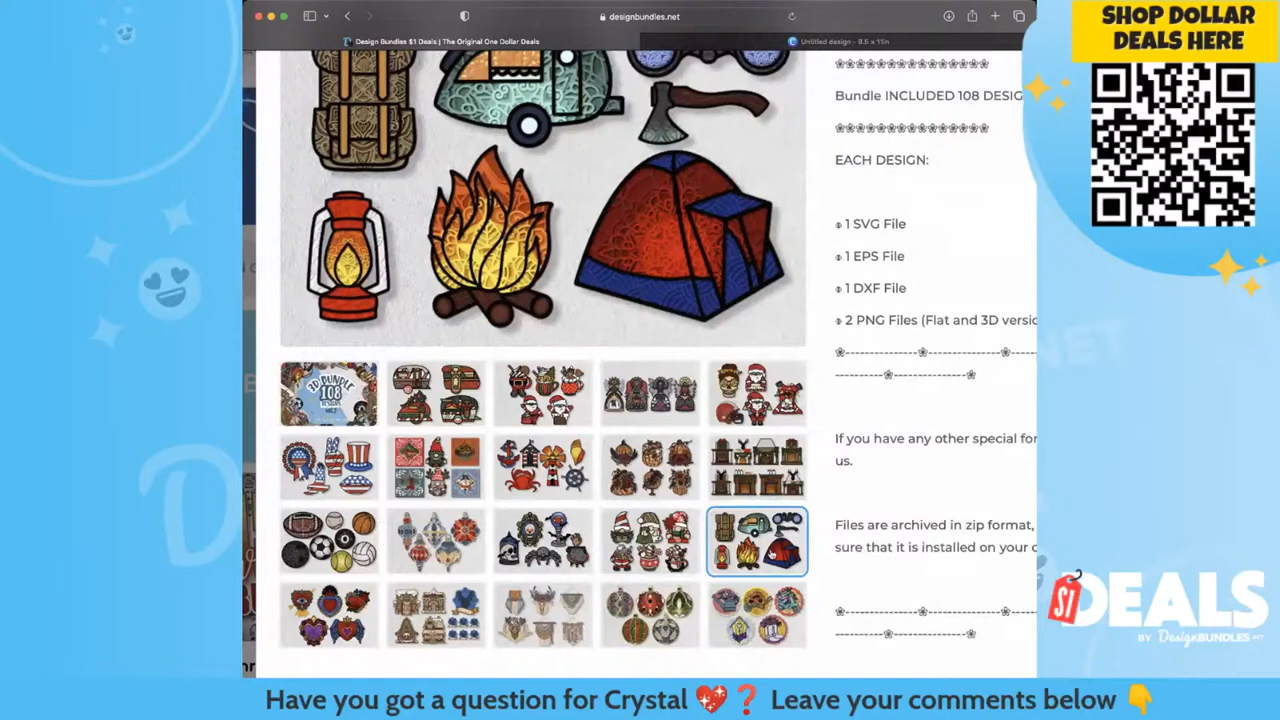 designbundles.net
Design Bundles $1 Deals | The Original One Dollar Deals
Untitled design - 8.5 x 11in
SHOP DOLLAR
DEALS HERE
Bundle INCLUDED 108 DESIG
EACH DESIGN:
1 SVG File
1 EPS File
1 DXF File
2 PNG Files (Flat and 3D versio
3D BUNDLE
108
If you have any other special for
us.
Files are archived in zip format,
sure that it is installed on your c
$1 DEALS
BY DesignBundles.NET
Have you got a question for Crystal 💖❓ Leave your comments below 👇